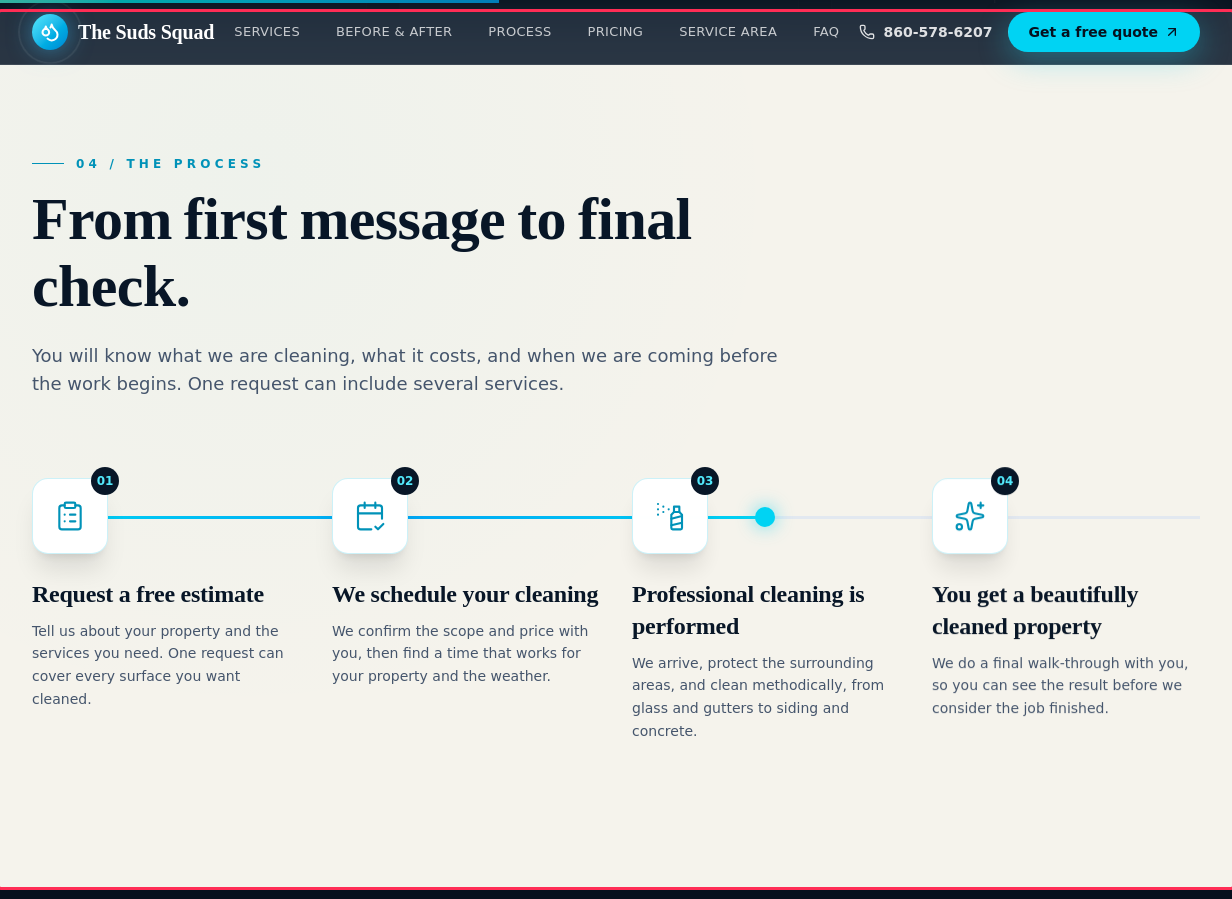 The Suds Squad SERVICES BEFORE & AFTER PROCESS PRICING SERVICE AREA FAQ 860-578-6207 Get a free quote
04 / THE PROCESS
From first message to final
check.
You will know what we are cleaning, what it costs, and when we are coming before
the work begins. One request can include several services.
01
02
03
04
Request a free estimate
Tell us about your property and the
services you need. One request can
cover every surface you want
cleaned.
We schedule your cleaning
We confirm the scope and price with
you, then find a time that works for
your property and the weather.
Professional cleaning is
performed
We arrive, protect the surrounding
areas, and clean methodically, from
glass and gutters to siding and
concrete.
You get a beautifully
cleaned property
We do a final walk-through with you,
so you can see the result before we
consider the job finished.